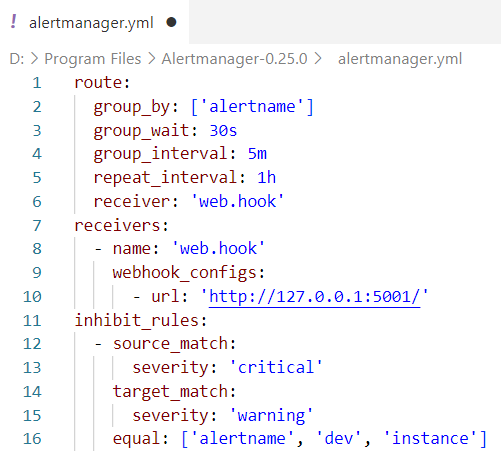 ! alertmanager.yml ●
D: > Program Files > Alertmanager-0.25.0 > alertmanager.yml
1 route:
2   group_by: ['alertname']
3   group_wait: 30s
4   group_interval: 5m
5   repeat_interval: 1h
6   receiver: 'web.hook'
7 receivers:
8   - name: 'web.hook'
9     webhook_configs:
10       - url: 'http://127.0.0.1:5001/'
11 inhibit_rules:
12   - source_match:
13       severity: 'critical'
14     target_match:
15       severity: 'warning'
16     equal: ['alertname', 'dev', 'instance']